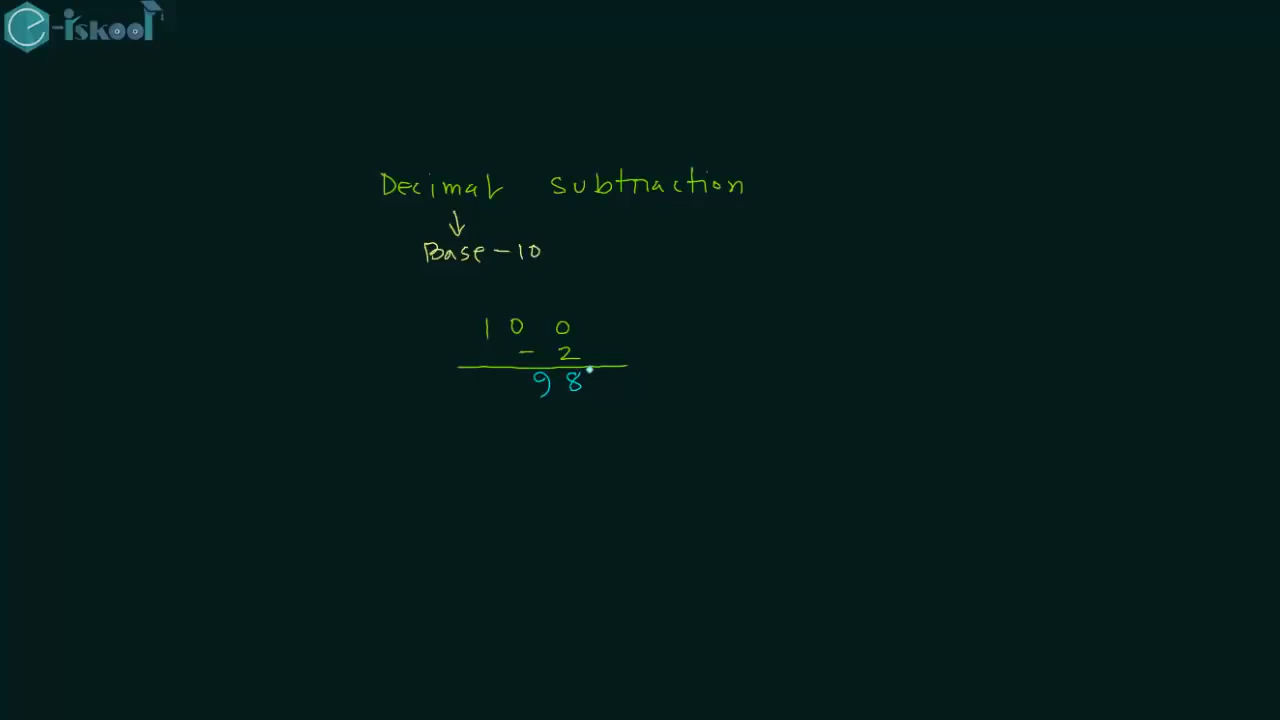 e-iskool
Decimal subtraction
Base-10
1 0 0
- 2
9 8